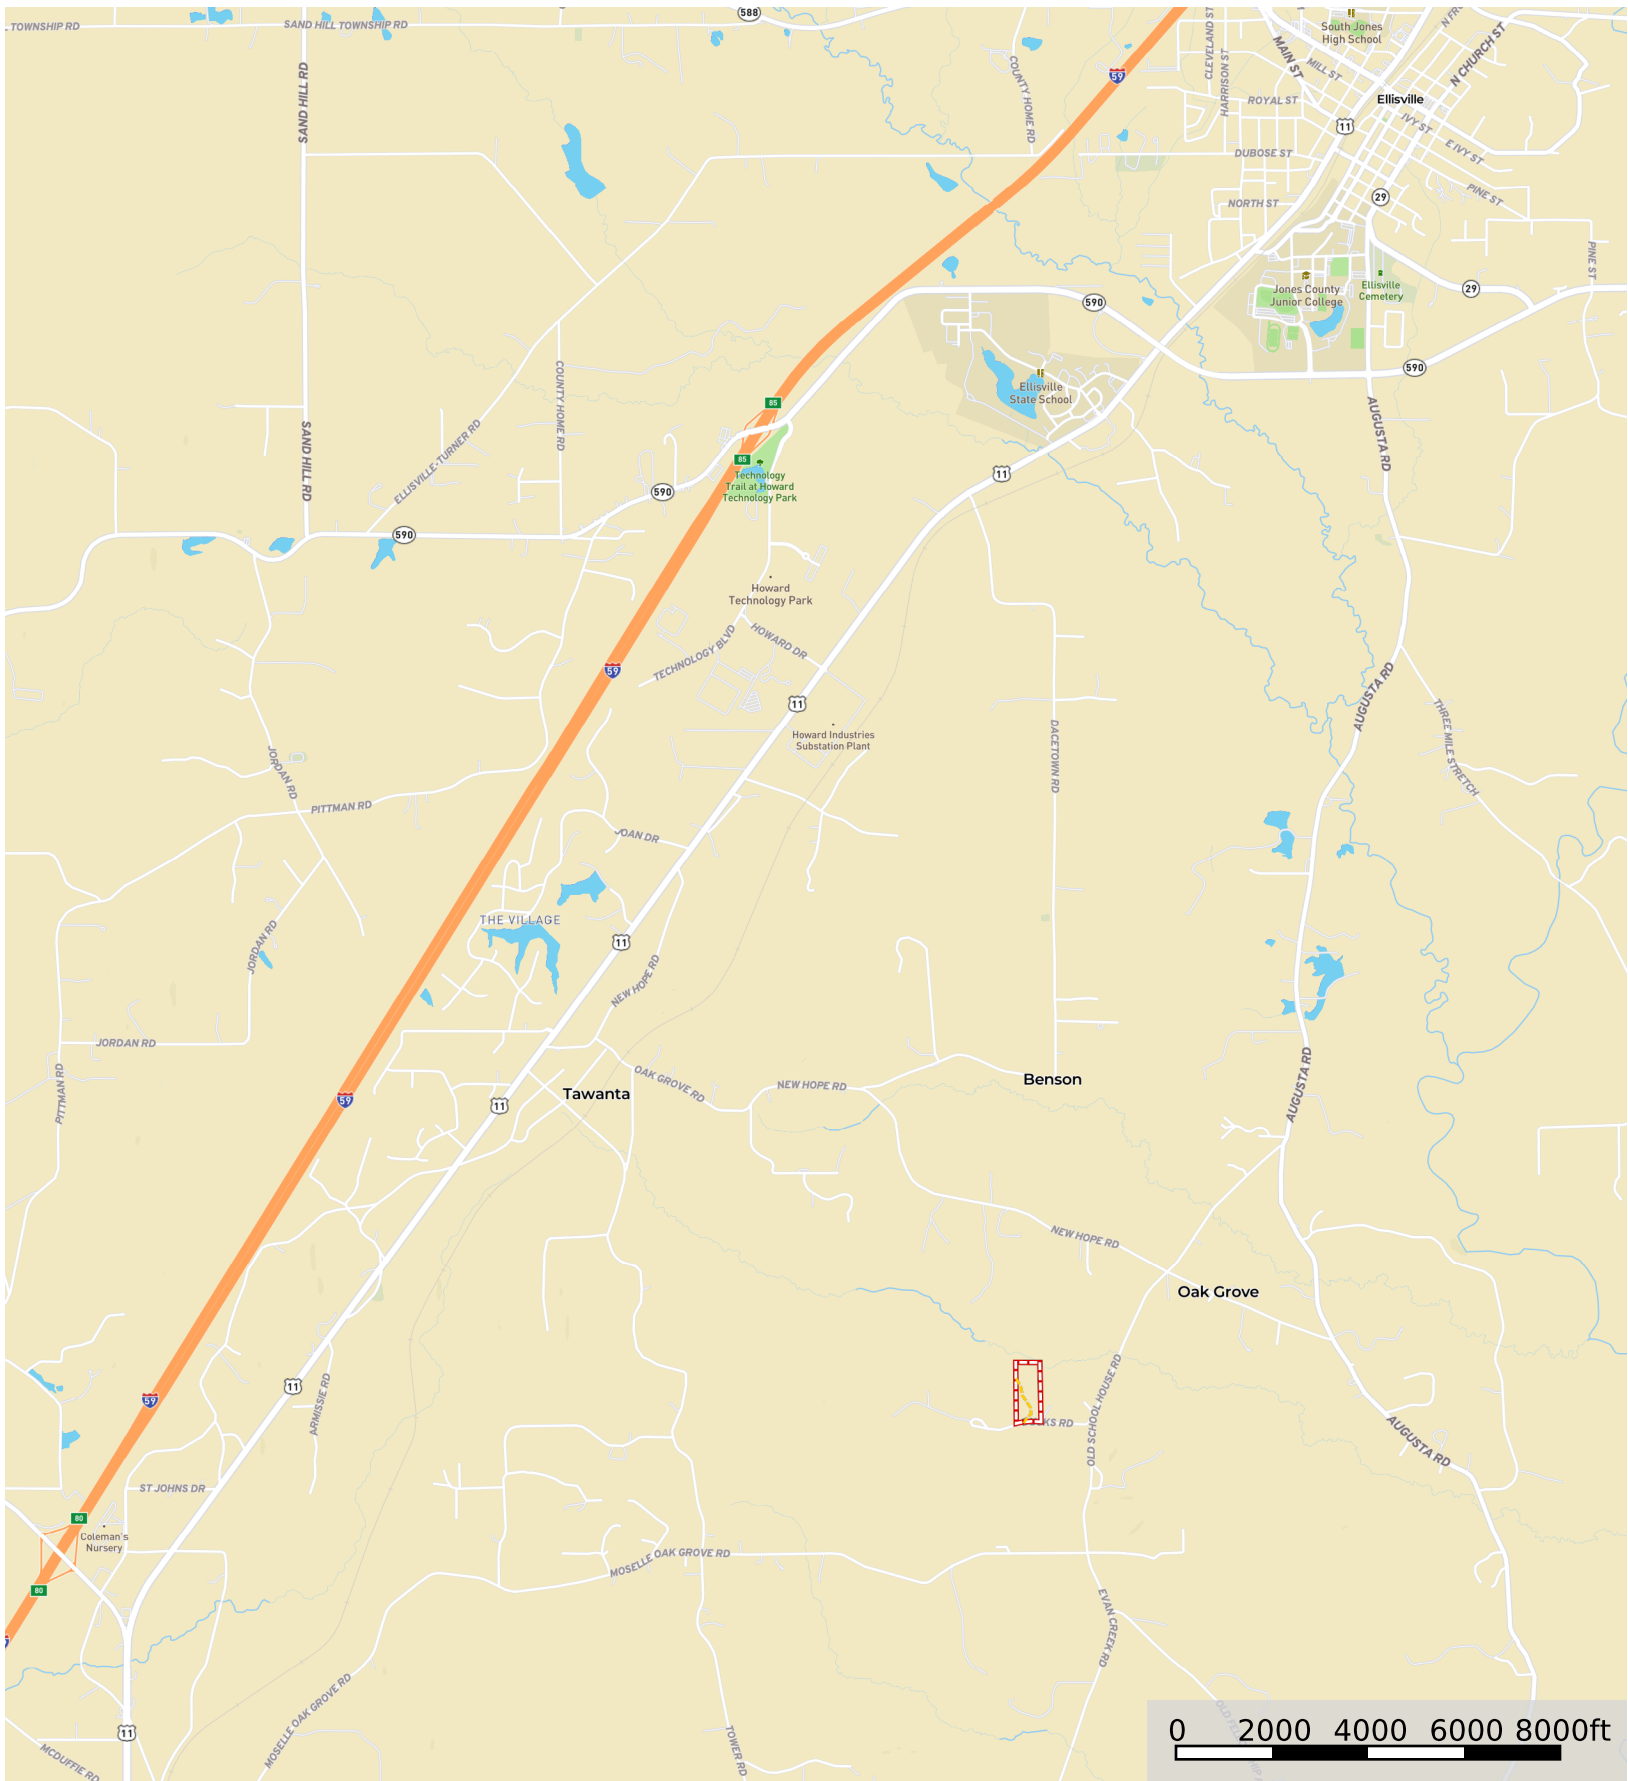 588
L TOWNSHIP RD
SAND HILL TOWNSHIP RD
South Jones
High School
CLEVELAND ST
MAIN ST
N CHURCH ST
SAND HILL RD
COUNTY HOME RD
59
HARRISON ST
MILL ST
Ellisville
ROYAL ST
11
IVY ST
E IVY ST
DUBOSE ST
PINE ST
NORTH ST
29
PINE ST
Jones County
Junior College
Ellisville
Cemetery
29
590
590
COUNTY HOME RD
Ellisville
State School
AUGUSTA RD
85
SAND HILL RD
ELLISVILLE-TURNER RD
85
Technology
Trail at Howard
Technology Park
11
590
590
Howard
Technology Park
TECHNOLOGY BLVD
HOWARD DR
59
AUGUSTA RD
11
Howard Industries
Substation Plant
DACETOWN RD
THREE MILE STRETCH
JORDAN RD
PITTMAN RD
JOAN DR
THE VILLAGE
JORDAN RD
11
NEW HOPE RD
JORDAN RD
PITTMAN RD
OAK GROVE RD
NEW HOPE RD
Benson
Tawanta
AUGUSTA RD
59
11
NEW HOPE RD
Oak Grove
11
59
ARMISSIE RD
KS RD
OLD SCHOOL HOUSE RD
AUGUSTA RD
ST JOHNS DR
80
Coleman's
Nursery
80
MOSELLE OAK GROVE RD
EVAN CREEK RD
MOSELLE OAK GROVE RD
11
MCDUFFIE RD
TOWER RD
0 2000 4000 6000 8000ft